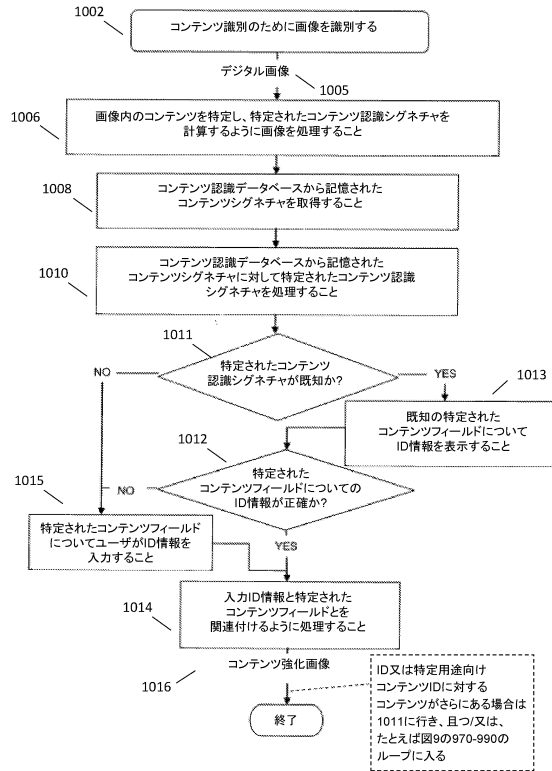 1002
コンテンツ識別のために画像を識別する
デジタル画像
1005
1006
画像内のコンテンツを特定し、特定されたコンテンツ認識シグネチャを
計算するように画像を処理すること
1008
コンテンツ認識データベースから記憶された
コンテンツシグネチャを取得すること
1010
コンテンツ認識データベースから記憶された
コンテンツシグネチャに対して特定されたコンテンツ認識
シグネチャを処理すること
1011
特定されたコンテンツ
認識シグネチャが既知か?
NO
YES
1013
既知の特定された
コンテンツフィールドについて
ID情報を表示すること
1012
特定された
コンテンツフィールドについての
ID情報が正確か?
NO
YES
1015
特定されたコンテンツフィールド
についてユーザがID情報を
入力すること
1014
入力ID情報と特定された
コンテンツフィールドとを
関連付けるように処理すること
コンテンツ強化画像
1016
終了
ID又は特定用途向け
コンテンツIDに対する
コンテンツがさらにある場合は
1011に行き、且つ/又は、
たとえば図9の970-990の
ループに入る